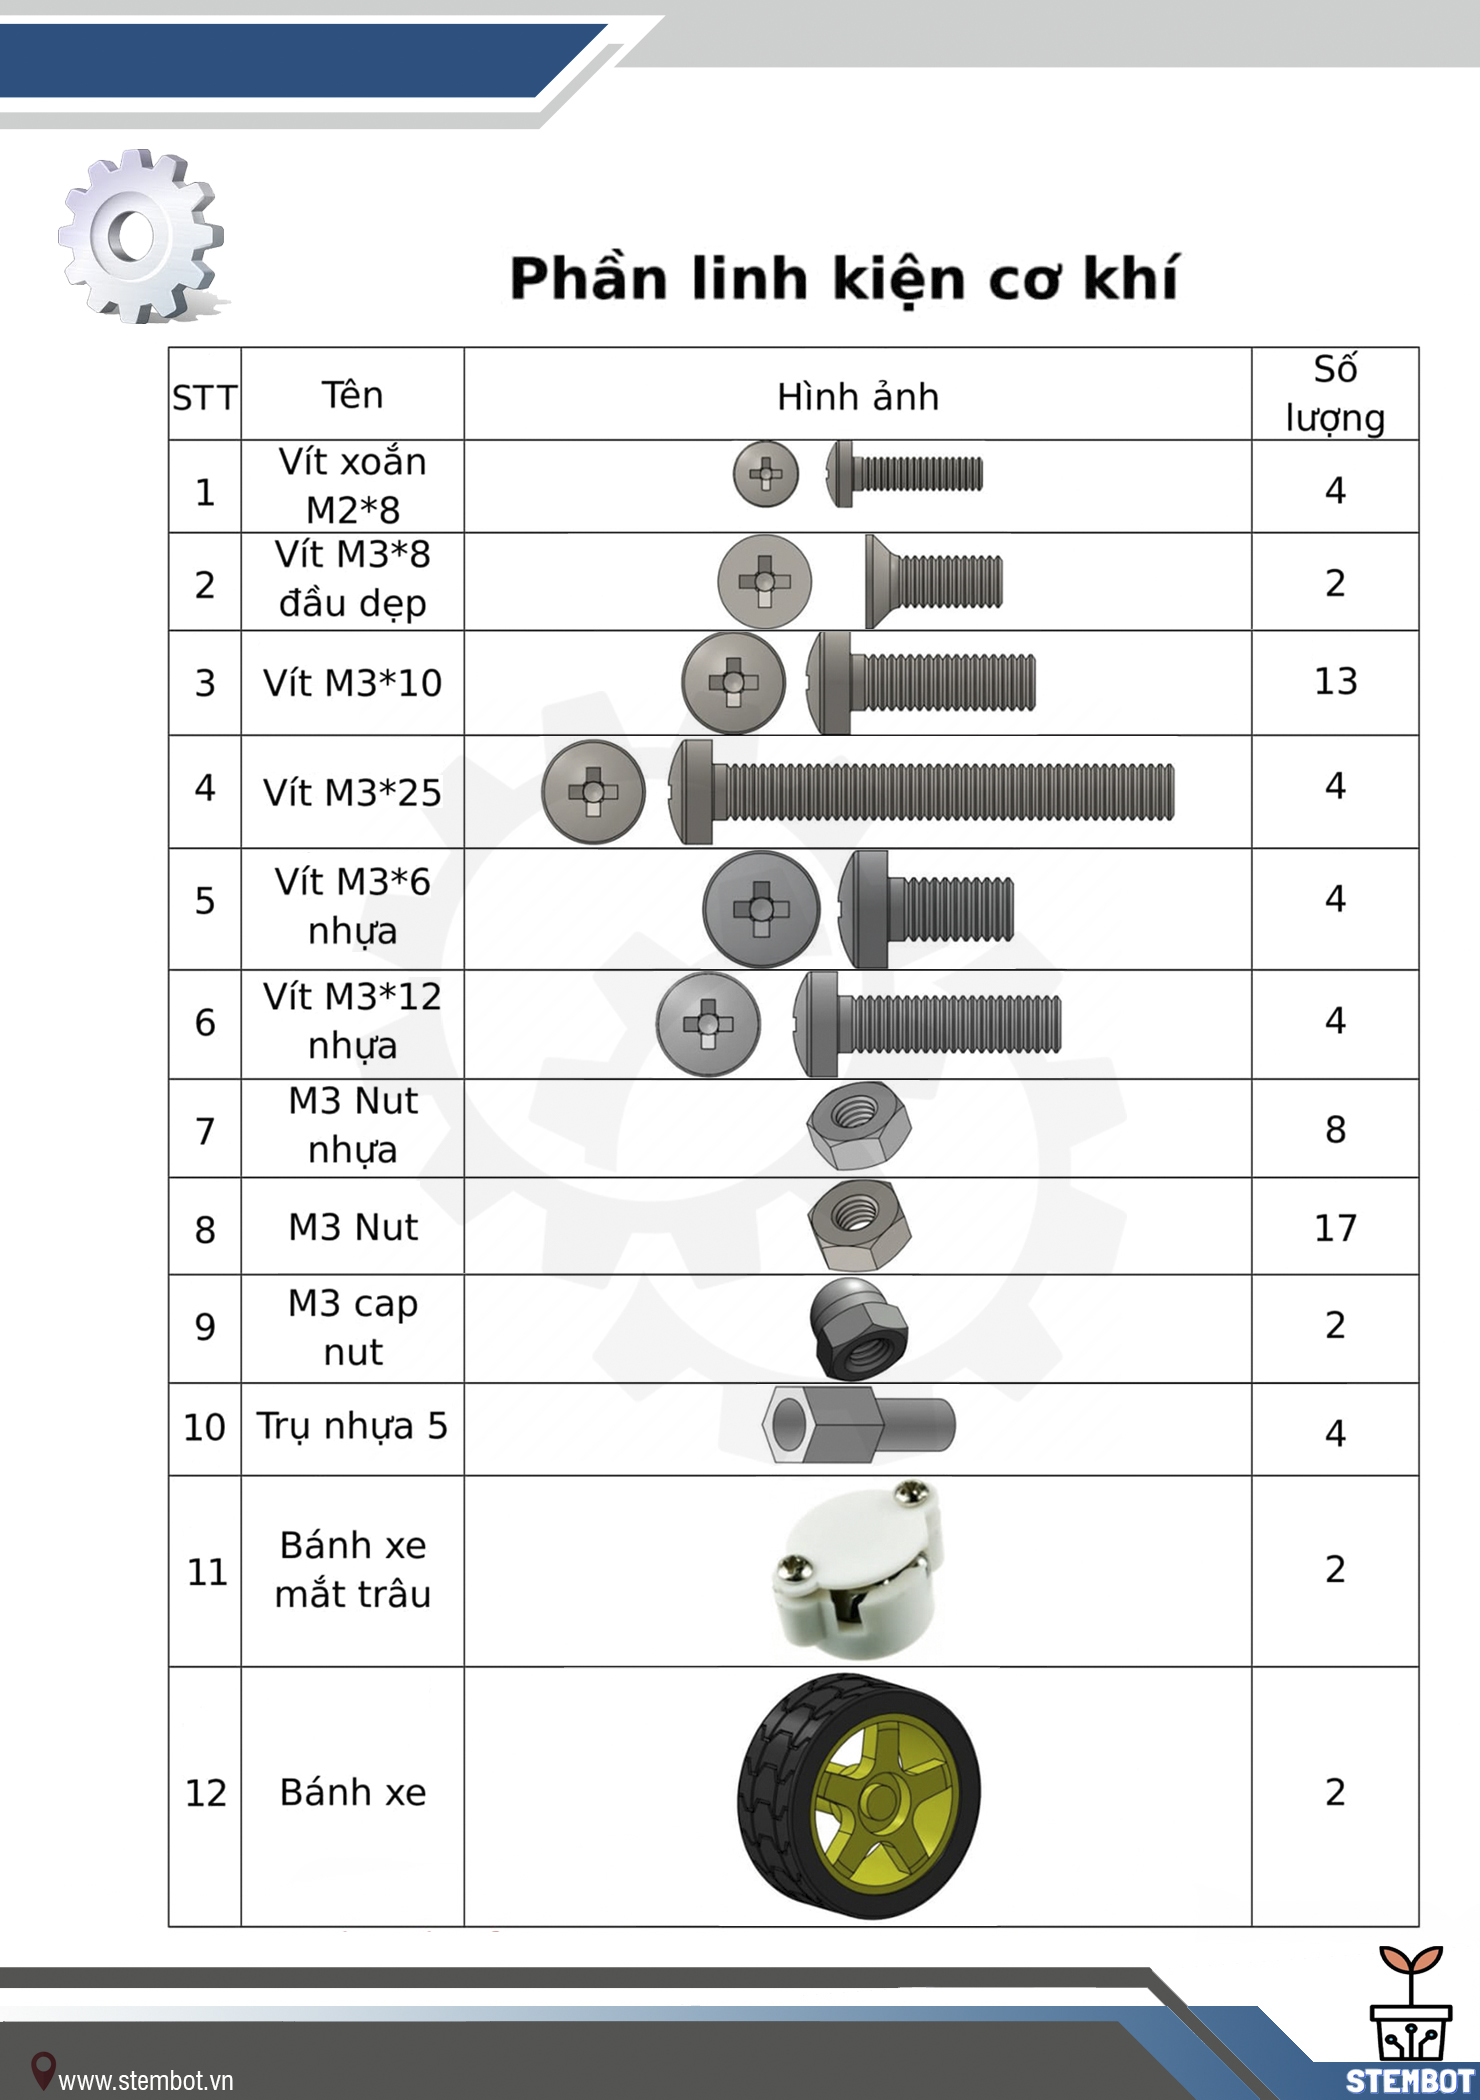 Phần linh kiện cơ khí
STT
Tên
Hình ảnh
Số
lượng
1
Vít xoắn
M2*8
4
2
Vít M3*8
đầu dẹp
2
3
Vít M3*10
13
4
Vít M3*25
4
5
Vít M3*6
nhựa
4
6
Vít M3*12
nhựa
4
7
M3 Nut
nhựa
8
8
M3 Nut
17
9
M3 cap
nut
2
10
Trụ nhựa 5
4
11
Bánh xe
mắt trâu
2
12
Bánh xe
2
www.stembot.vn
STEMBOT